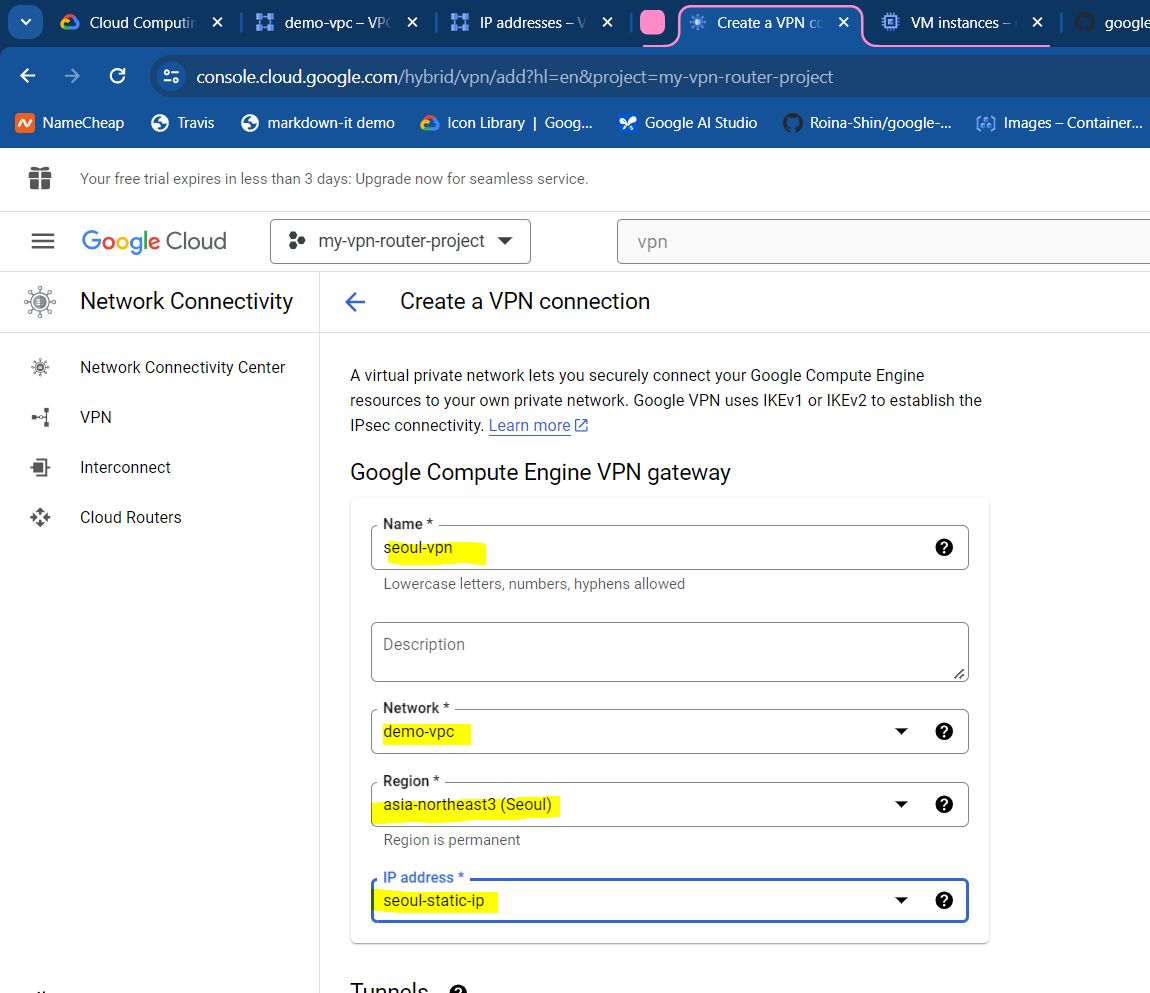 Cloud Computin
demo-vpc – VPC
IP addresses – V
Create a VPN co
VM instances –
google
console.cloud.google.com/hybrid/vpn/add?hl=en&project=my-vpn-router-project
NameCheap
Travis
markdown-it demo
Icon Library | Goog...
Google AI Studio
Roina-Shin/google-...
Images – Container...
Your free trial expires in less than 3 days: Upgrade now for seamless service.
Google Cloud
my-vpn-router-project
vpn
Network Connectivity
Create a VPN connection
Network Connectivity Center
VPN
Interconnect
Cloud Routers
A virtual private network lets you securely connect your Google Compute Engine
resources to your own private network. Google VPN uses IKEv1 or IKEv2 to establish the
IPsec connectivity. Learn more
Google Compute Engine VPN gateway
Name *
seoul-vpn
Lowercase letters, numbers, hyphens allowed
Description
Network *
demo-vpc
Region *
asia-northeast3 (Seoul)
Region is permanent
IP address *
seoul-static-ip
Tunnels